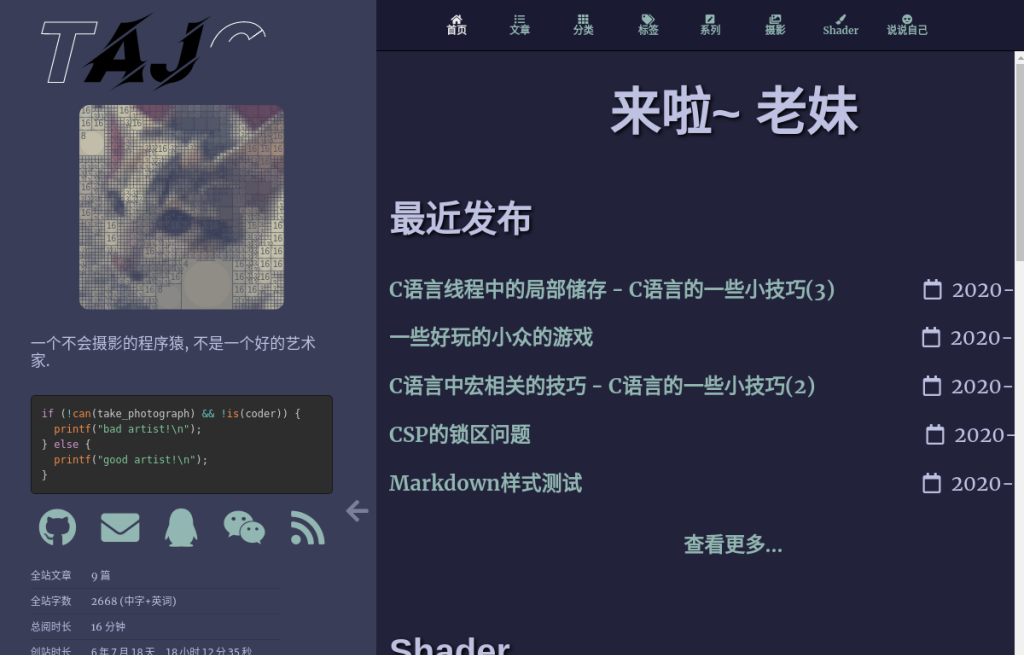 TAJ
首页
文章
分类
标签
系列
摄影
Shader
说说自己
来啦~ 老妹
一个不会摄影的程序猿, 不是一个好的艺术
家.
if (!can(take_photograph) && !is(coder)) {
printf("bad artist!\n");
} else {
printf("good artist!\n");
}
全站文章 9 篇
全站字数 2668 (中字+英词)
总阅时长 16 分钟
创站时长 6 年 7 月 18 天 18 小时 12 分 35 秒
最近发布
C语言线程中的局部储存 - C语言的一些小技巧(3) 2020-
一些好玩的小众的游戏 2020-
C语言中宏相关的技巧 - C语言的一些小技巧(2) 2020-
CSP的锁区问题 2020-
Markdown样式测试 2020-
查看更多...
Shader